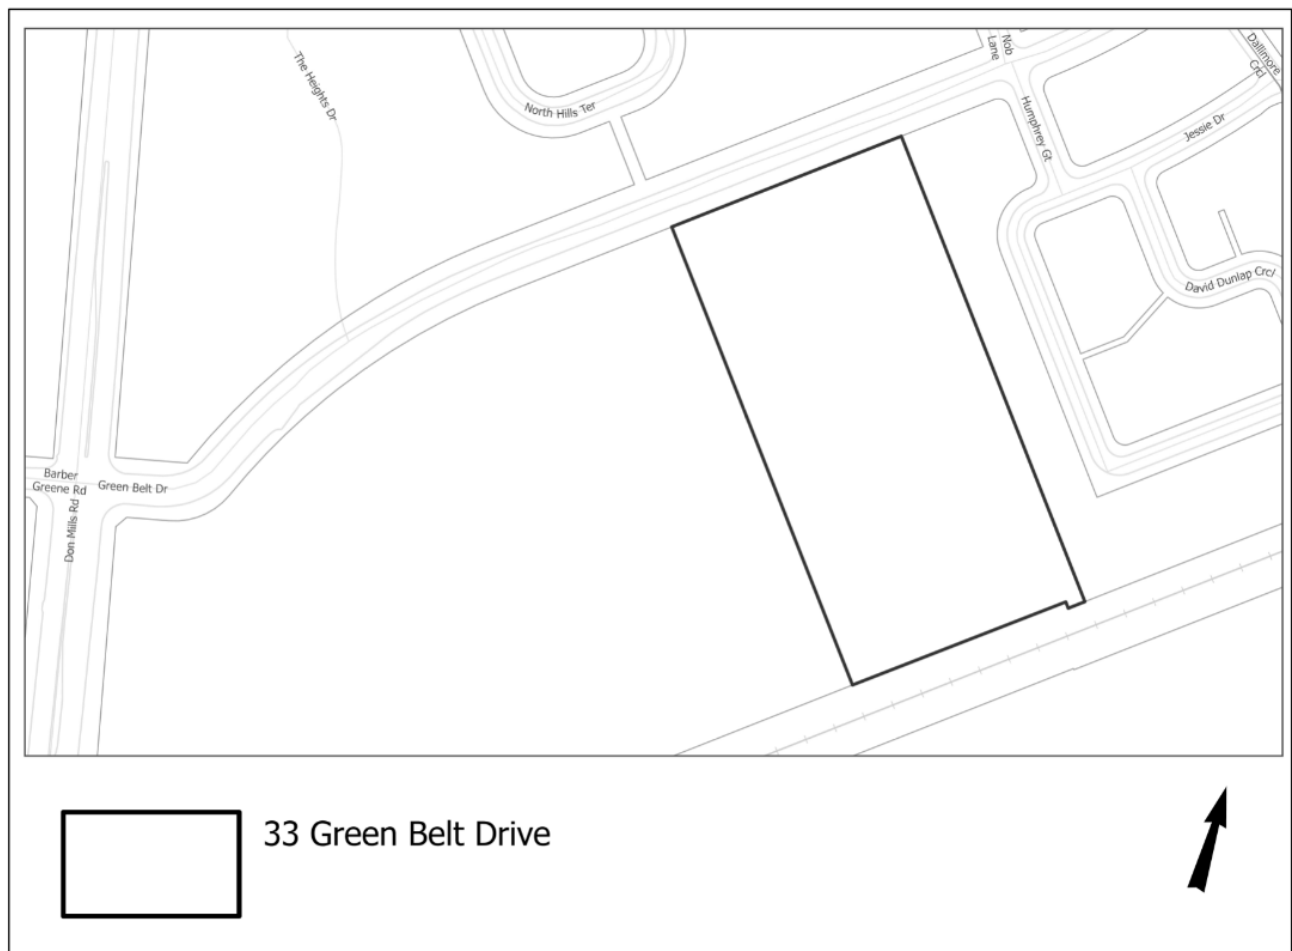 Nob
Lane
Dallimore
Crcl
The Heights Dr
North Hills Ter
Humphrey Gt
Jessie Dr
David Dunlap Crcl
Barber
Greene Rd
Green Belt Dr
Don Mills Rd
33 Green Belt Drive